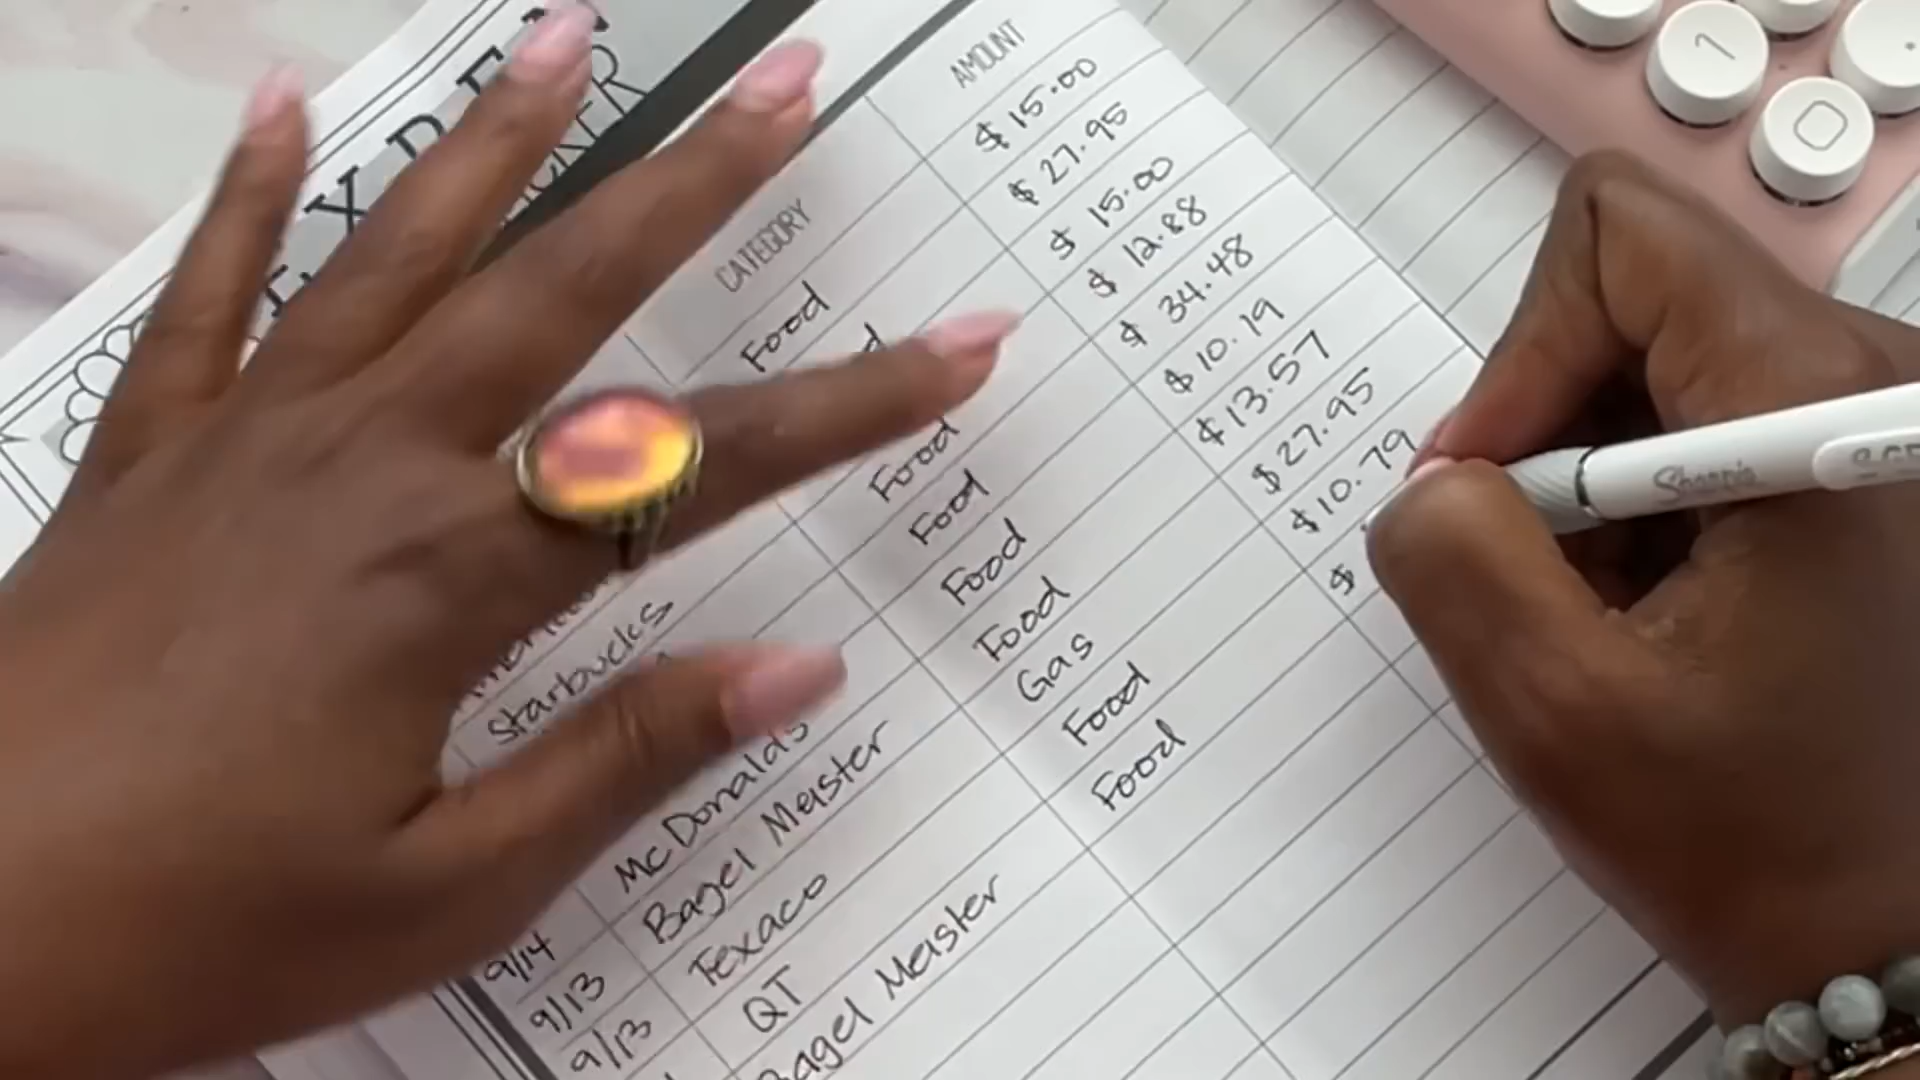 CATEGORY AMOUNT
Food $15.00
$27.95
Starbucks $15.00
Food $12.88
Food $34.48
9/14 McDonalds Food $10.19
9/13 Bagel Meister Food $13.57
9/13 Texaco Gas $27.95
QT Food $10.79
Bagel Meister Food $
1
0
Sharpie